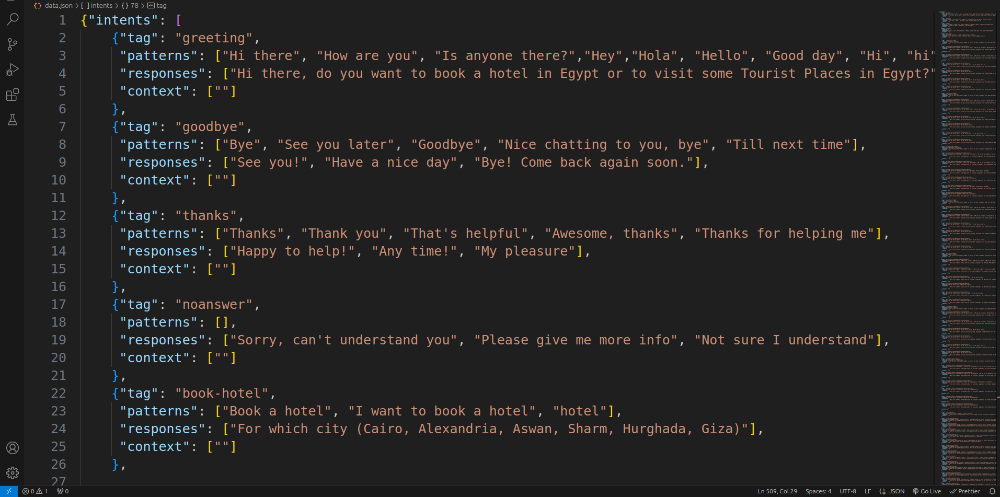 data.json > [ ] intents > { } 78 > abc tag
1 {"intents": [
2 {"tag": "greeting",
3 "patterns": ["Hi there", "How are you", "Is anyone there?","Hey","Hola", "Hello", "Good day", "Hi", "hi"
4 "responses": ["Hi there, do you want to book a hotel in Egypt or to visit some Tourist Places in Egypt?"
5 "context": [""]
6 },
7 {"tag": "goodbye",
8 "patterns": ["Bye", "See you later", "Goodbye", "Nice chatting to you, bye", "Till next time"],
9 "responses": ["See you!", "Have a nice day", "Bye! Come back again soon."],
10 "context": [""]
11 },
12 {"tag": "thanks",
13 "patterns": ["Thanks", "Thank you", "That's helpful", "Awesome, thanks", "Thanks for helping me"],
14 "responses": ["Happy to help!", "Any time!", "My pleasure"],
15 "context": [""]
16 },
17 {"tag": "noanswer",
18 "patterns": [],
19 "responses": ["Sorry, can't understand you", "Please give me more info", "Not sure I understand"],
20 "context": [""]
21 },
22 {"tag": "book-hotel",
23 "patterns": ["Book a hotel", "I want to book a hotel", "hotel"],
24 "responses": ["For which city (Cairo, Alexandria, Aswan, Sharm, Hurghada, Giza)"],
25 "context": [""]
26 },
27
0 1 0 Ln 509, Col 29 Spaces: 4 UTF-8 LF {} JSON Go Live Prettier